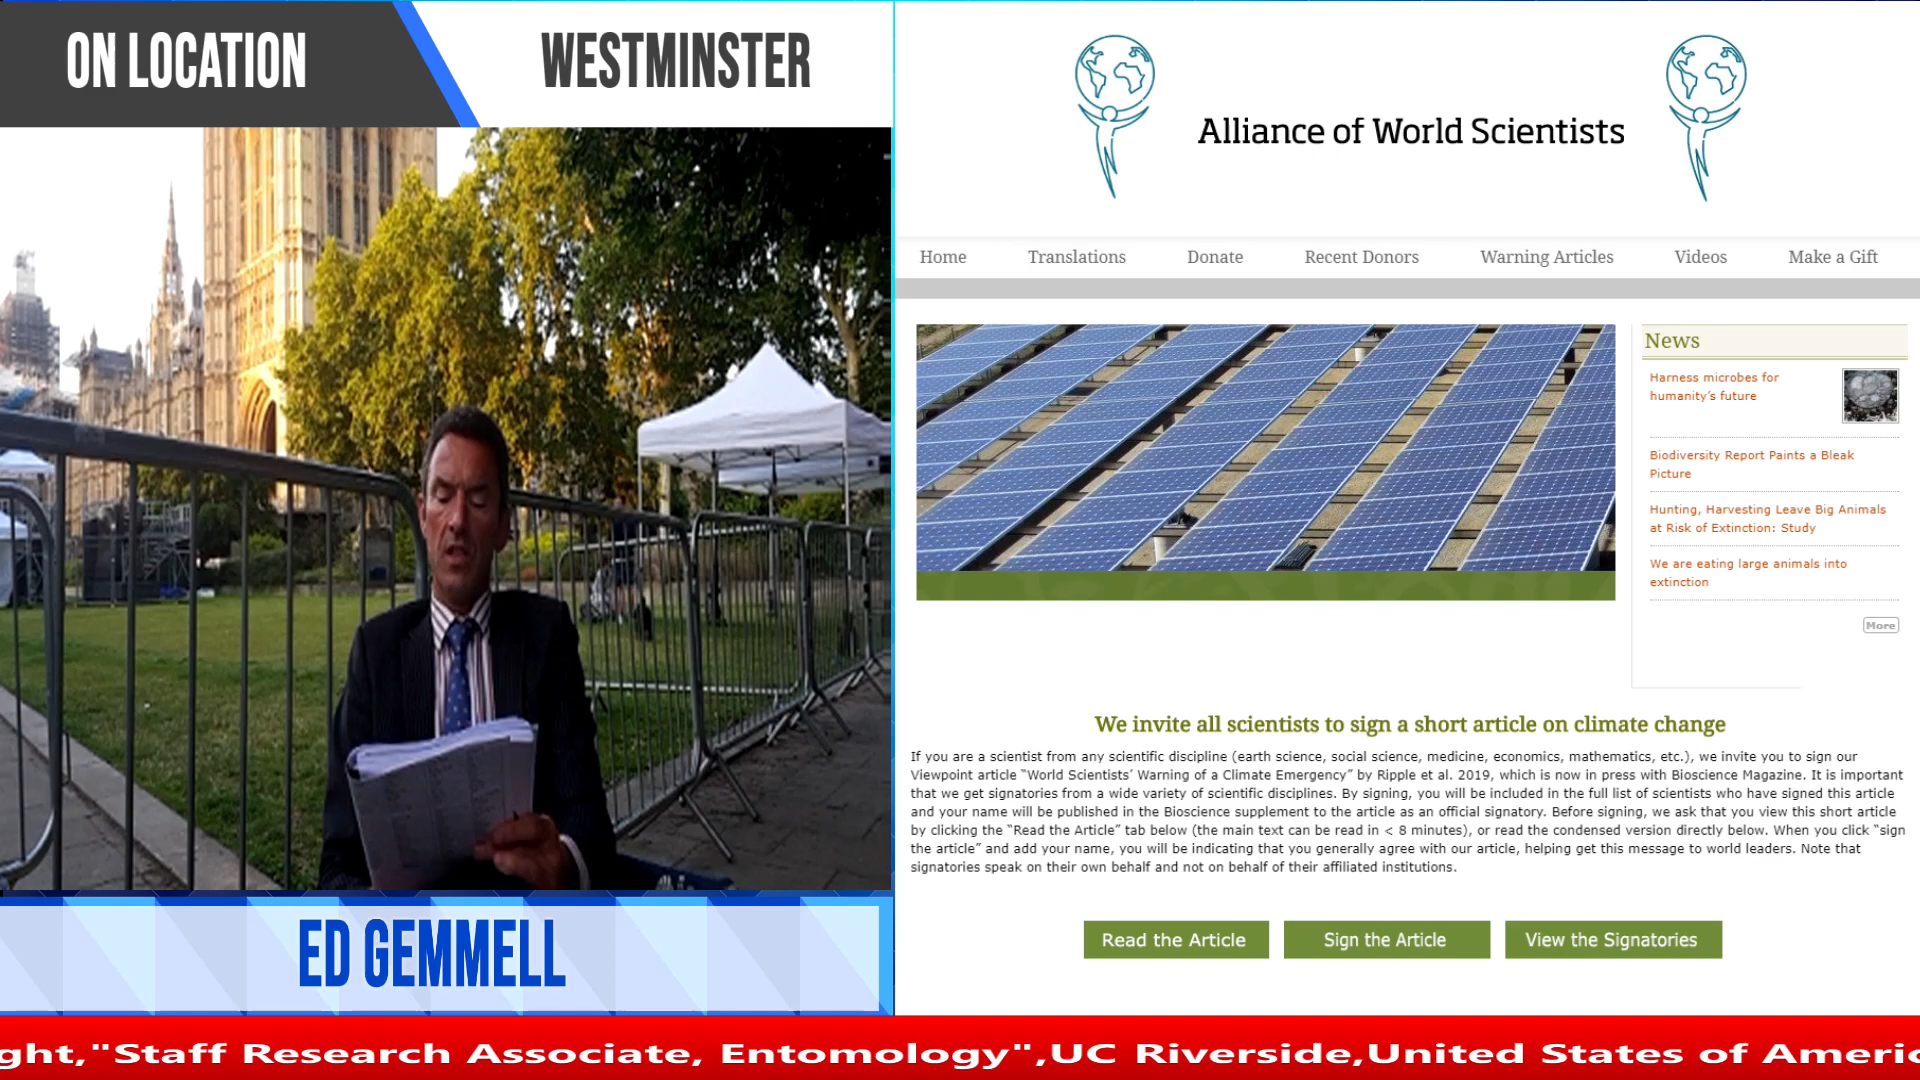 ON LOCATION
WESTMINSTER
ED GEMMELL
Alliance of World Scientists
Home
Translations
Donate
Recent Donors
Warning Articles
Videos
Make a Gift
News
Harness microbes for
humanity's future
Biodiversity Report Paints a Bleak
Picture
Hunting, Harvesting Leave Big Animals
at Risk of Extinction: Study
We are eating large animals into
extinction
More
We invite all scientists to sign a short article on climate change
If you are a scientist from any scientific discipline (earth science, social science, medicine, economics, mathematics, etc.), we invite you to sign our
Viewpoint article "World Scientists' Warning of a Climate Emergency" by Ripple et al. 2019, which is now in press with Bioscience Magazine. It is important
that we get signatories from a wide variety of scientific disciplines. By signing, you will be included in the full list of scientists who have signed this article
and your name will be published in the Bioscience supplement to the article as an official signatory. Before signing, we ask that you view this short article
by clicking the "Read the Article" tab below (the main text can be read in < 8 minutes), or read the condensed version directly below. When you click "sign
the article" and add your name, you will be indicating that you generally agree with our article, helping get this message to world leaders. Note that
signatories speak on their own behalf and not on behalf of their affiliated institutions.
Read the Article
Sign the Article
View the Signatories
ght,"Staff Research Associate, Entomology",UC Riverside,United States of Americ